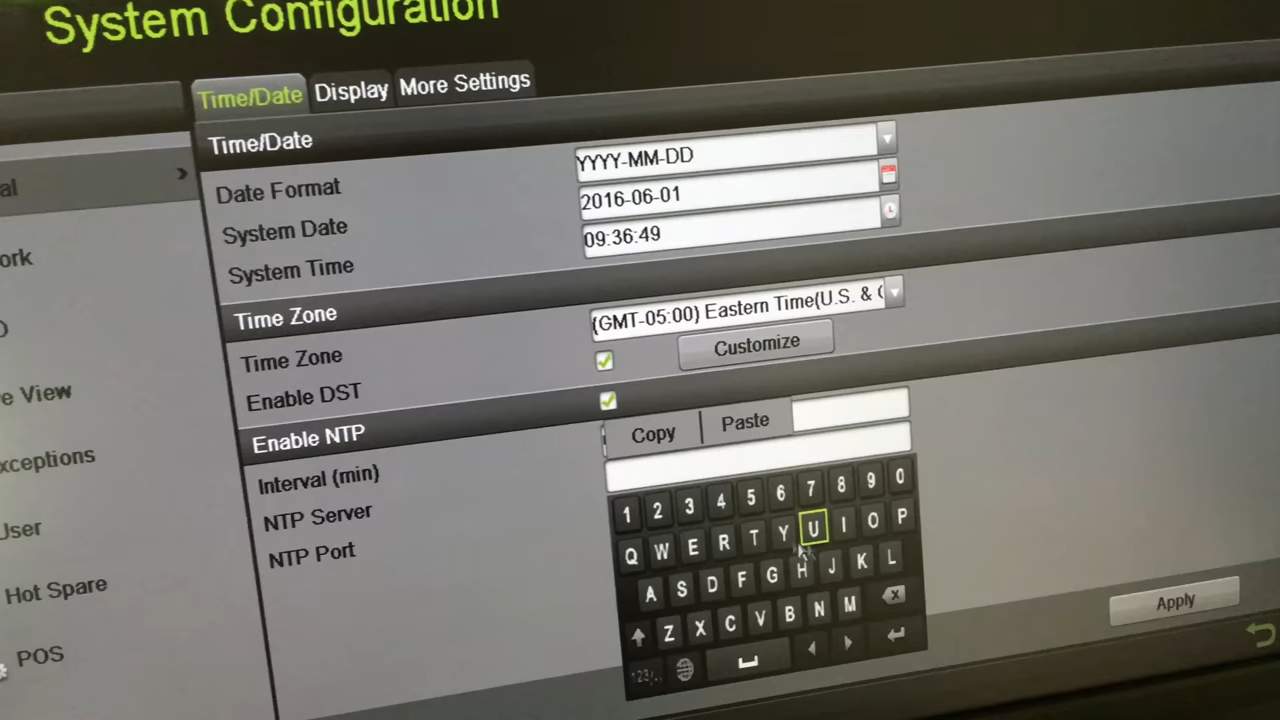 System Configuration
Time/Date Display More Settings
Time/Date
Date Format YYYY-MM-DD
System Date 2016-06-01
System Time 09:36:49
Time Zone
Time Zone (GMT-05:00) Eastern Time(U.S. &
Enable DST Customize
Enable NTP
Interval (min) Copy Paste
NTP Server
NTP Port
1 2 3 4 5 6 7 8 9 0
Q W E R T Y U I O P
A S D F G H J K L
Z X C V B N M
123/.,
al
ork
e View
xceptions
User
Hot Spare
POS
Apply